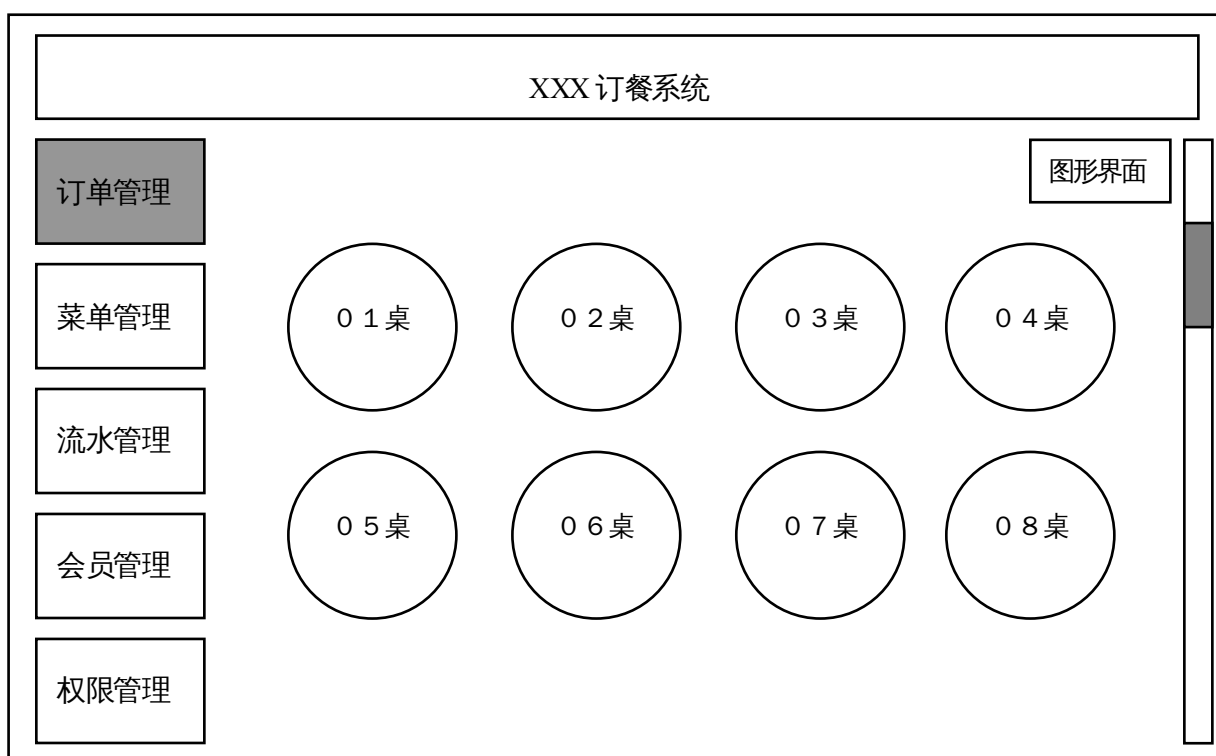 XXX 订餐系统
订单管理
图形界面
菜单管理
０１桌
０２桌
０３桌
０４桌
流水管理
０５桌
０６桌
０７桌
０８桌
会员管理
权限管理